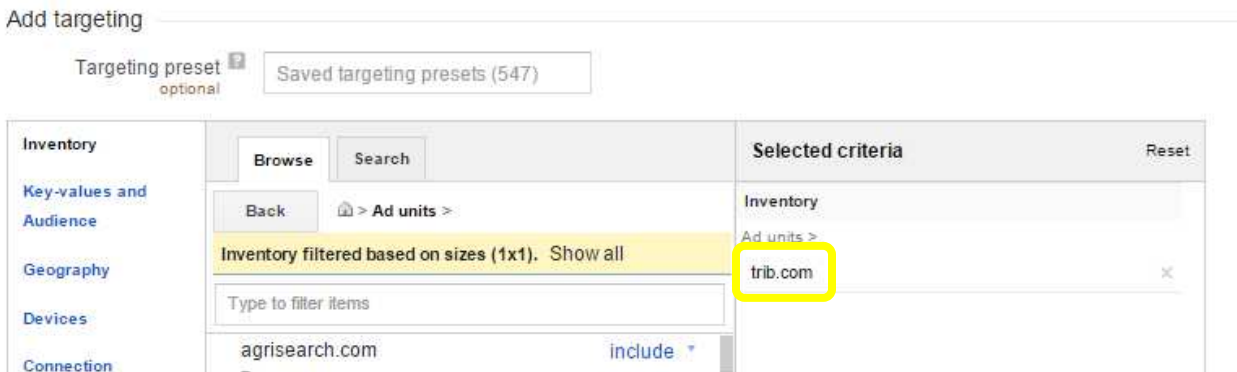 Add targeting
Targeting preset ?
optional
Saved targeting presets (547)
Inventory
Key-values and
Audience
Geography
Devices
Connection
Browse
Search
Back
> Ad units >
Inventory filtered based on sizes (1x1). Show all
Type to filter items
agrisearch.com
include
Selected criteria
Reset
Inventory
Ad units >
trib.com
×